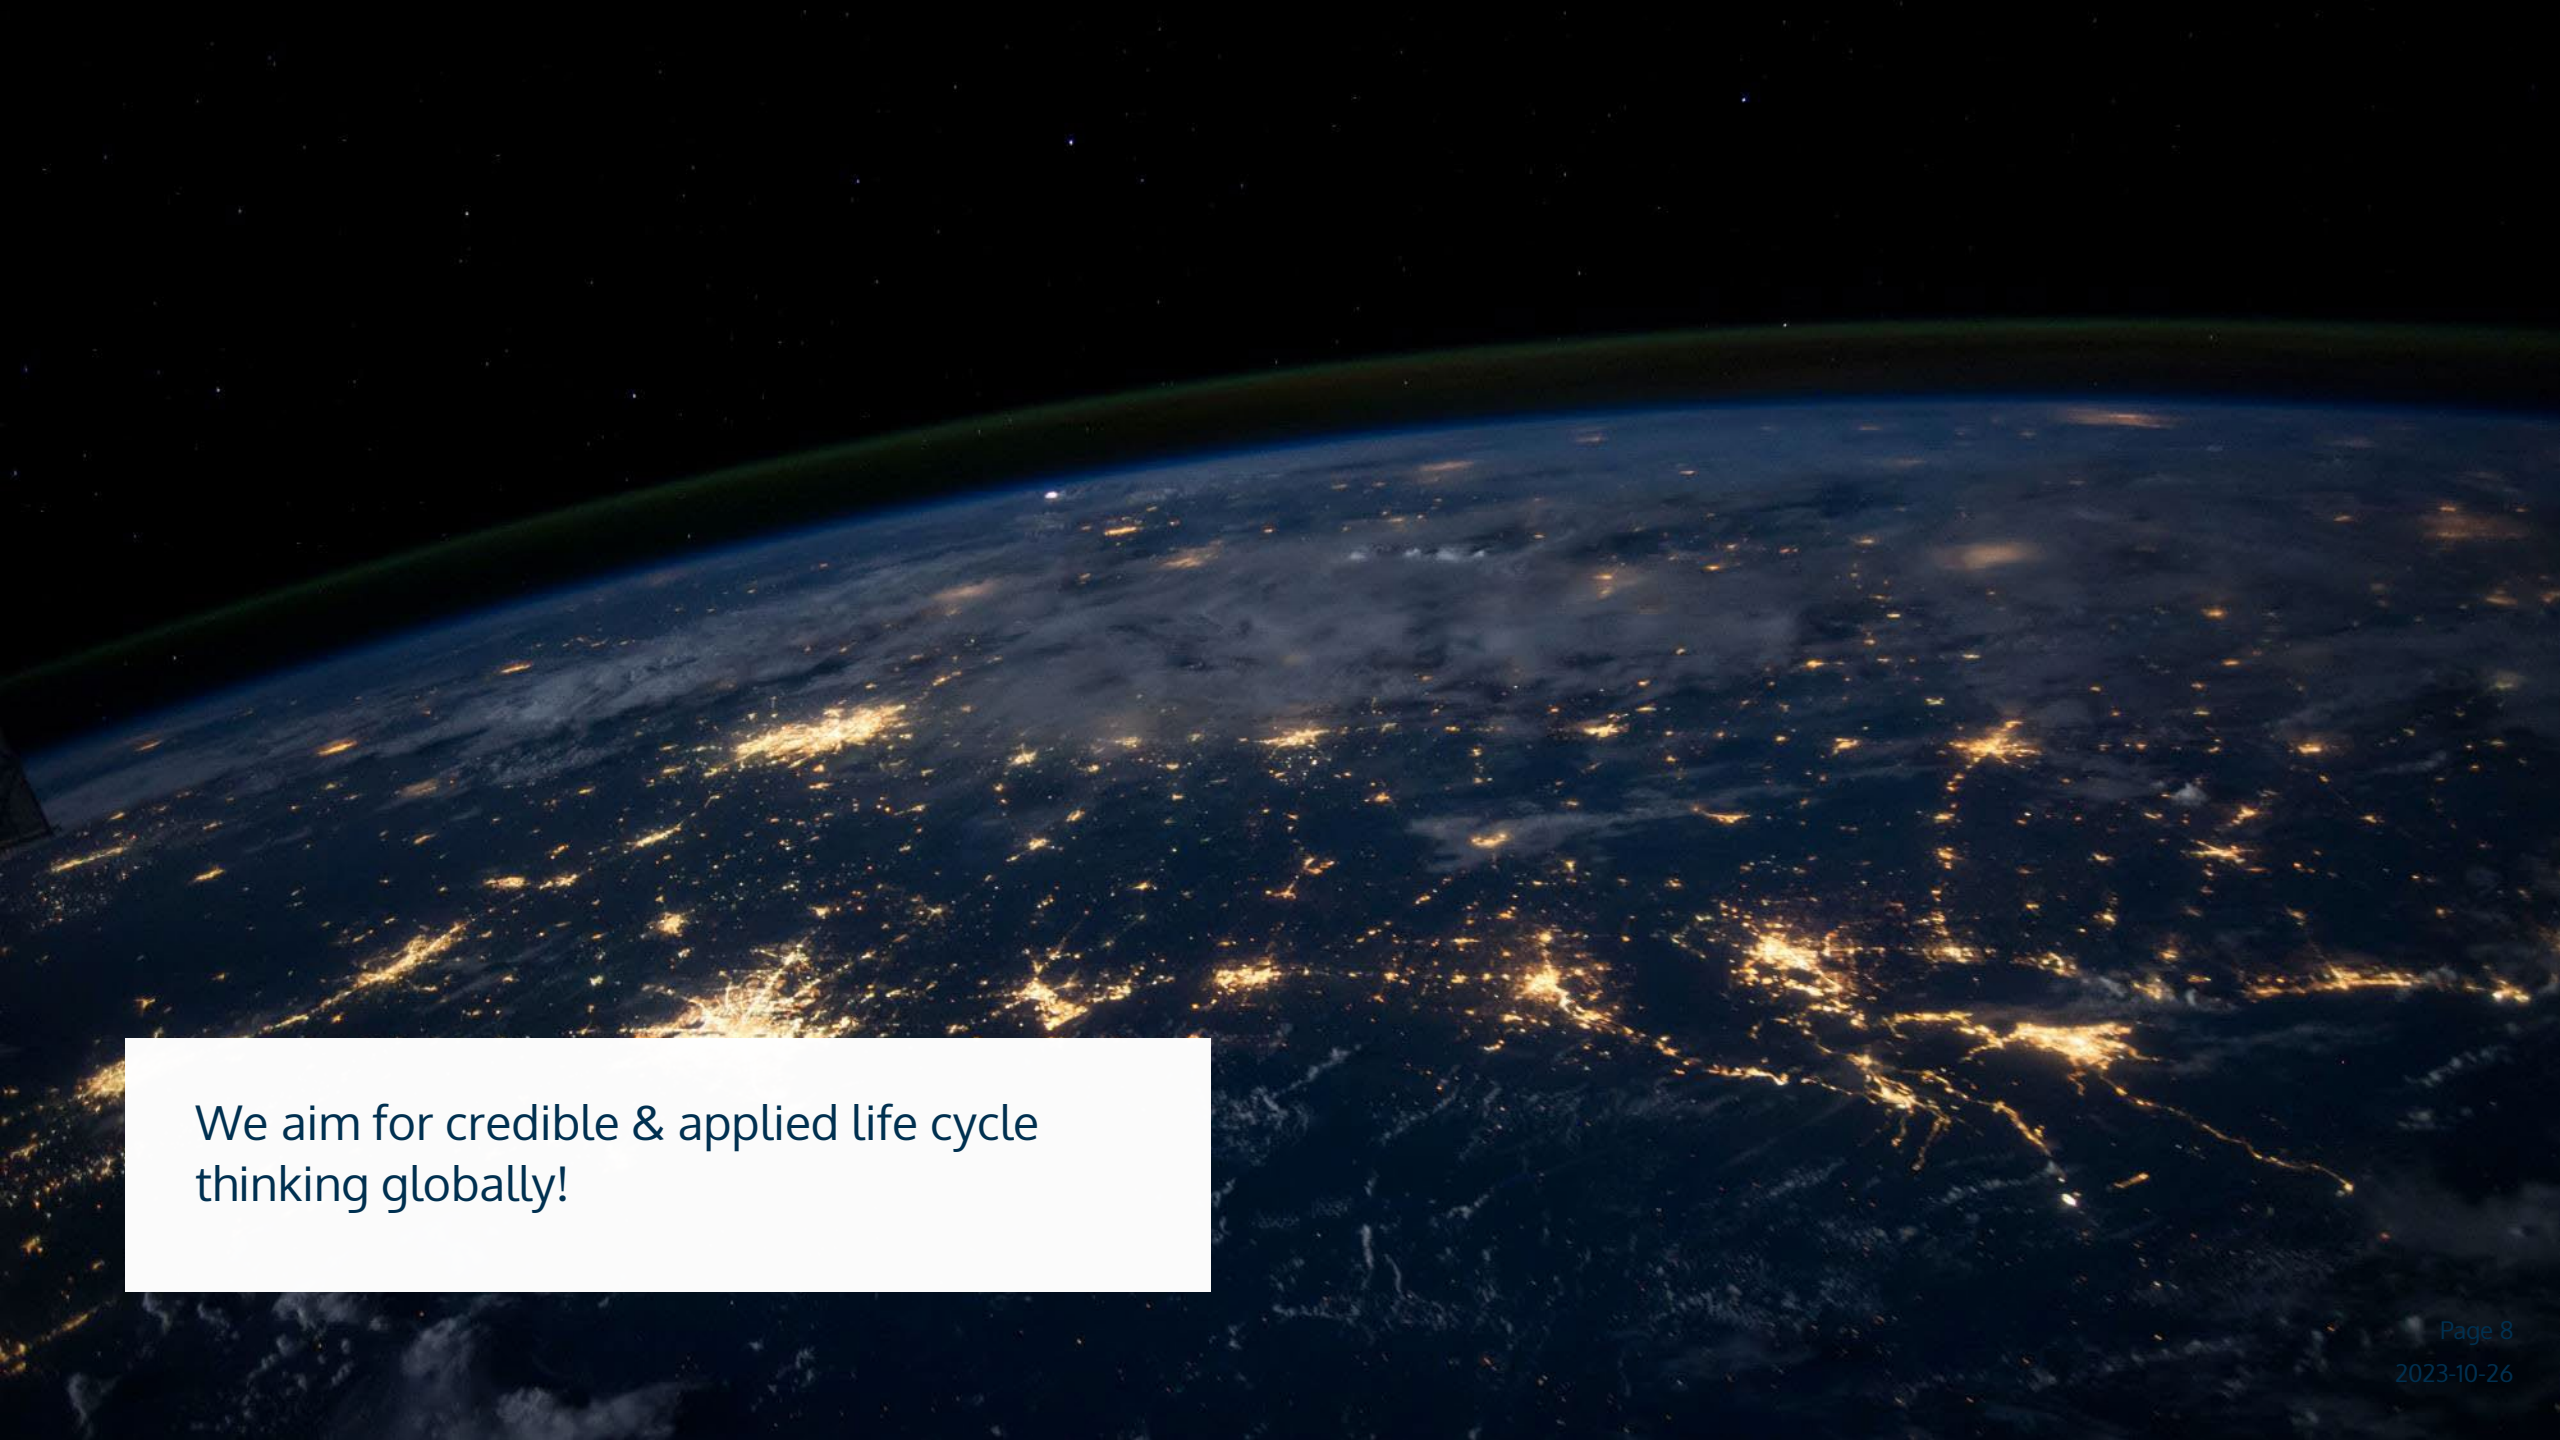 We aim for credible & applied life cycle
thinking globally!
Page 8
2023-10-26